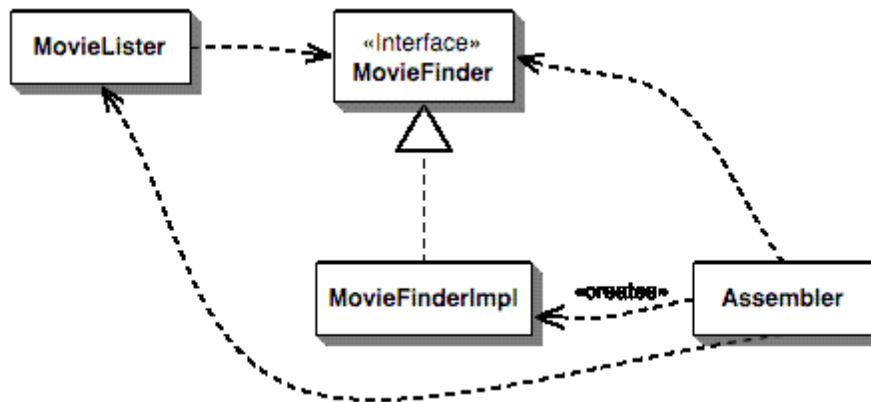 MovieLister
«Interface»
MovieFinder
MovieFinderImpl
«creates»
Assembler